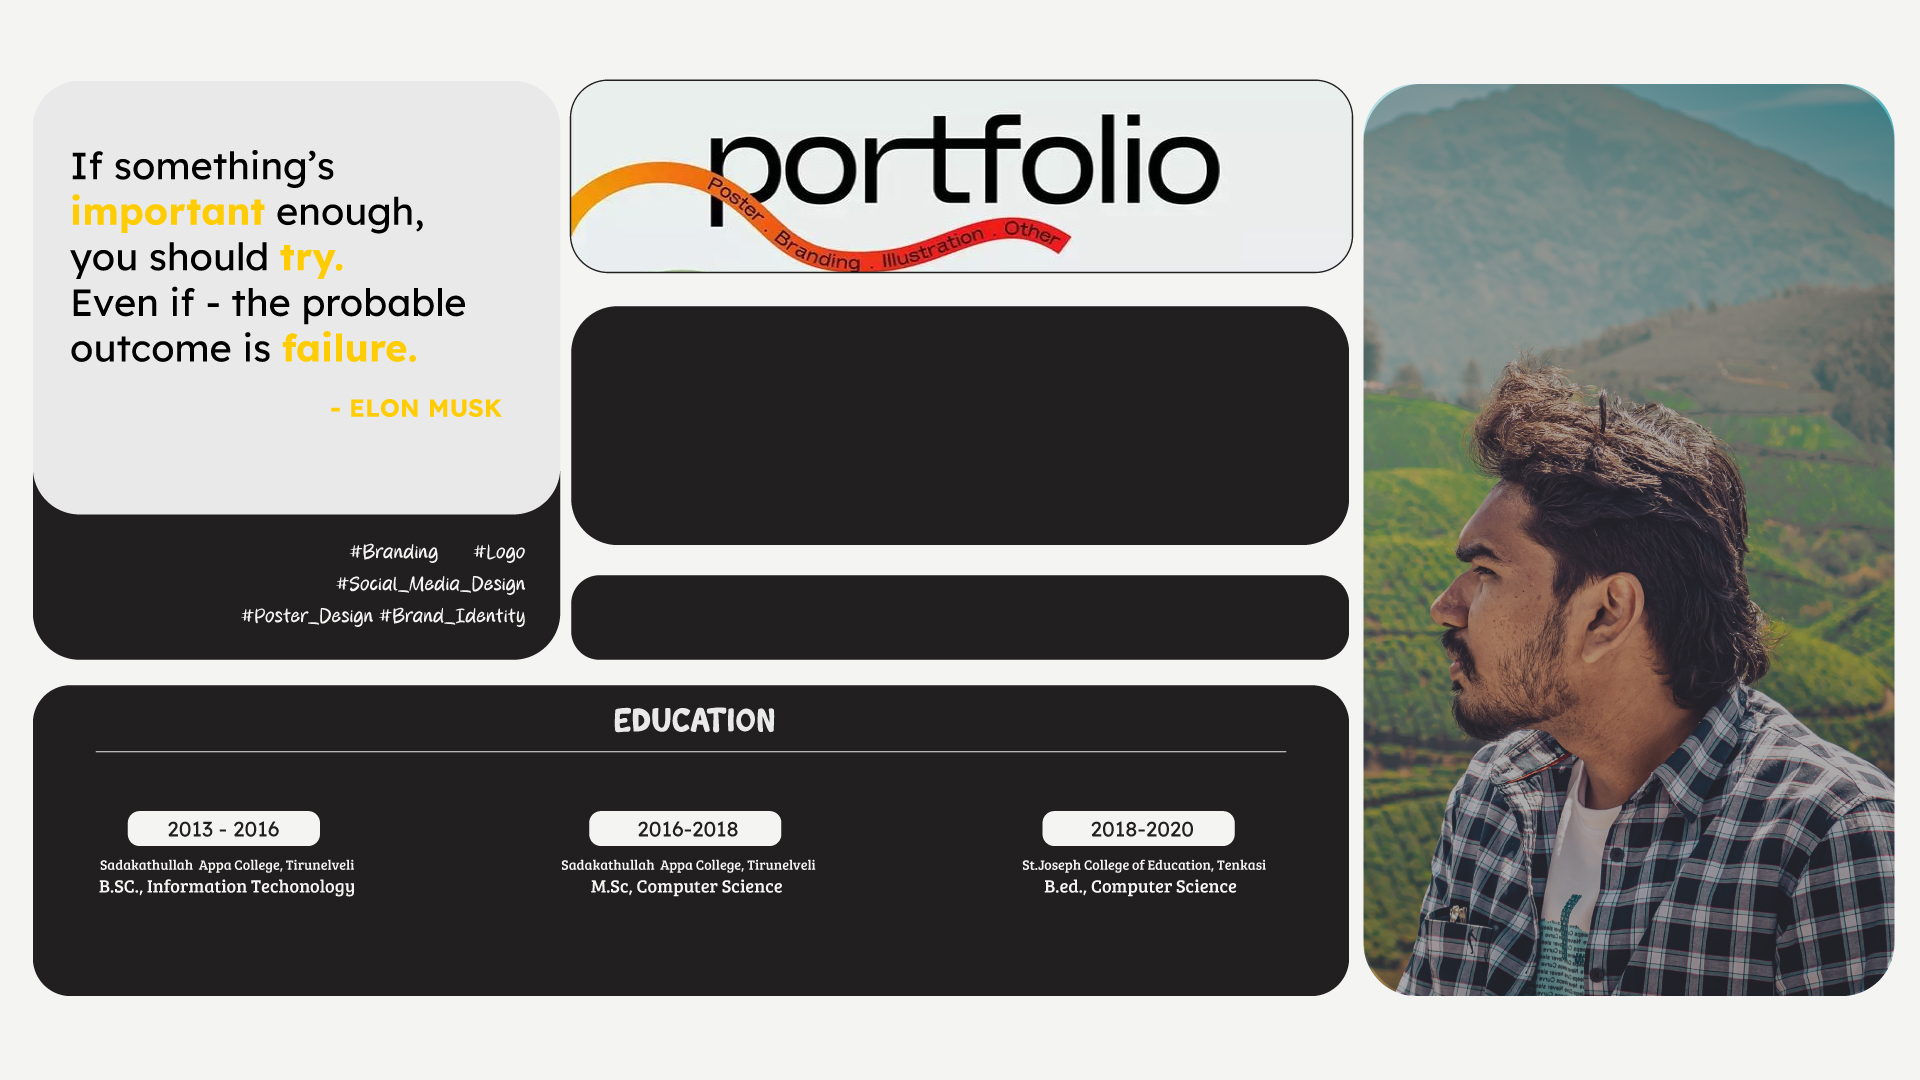 If something’s
important enough,
you should try.
Even if - the probable
outcome is failure.
- ELON MUSK
#Branding #Logo
#Social_Media_Design
#Poster_Design #Brand_Identity
portfolio
Poster . Branding . Illustration . Other
EDUCATION
2013 - 2016
Sadakathullah Appa College, Tirunelveli
B.SC., Information Techonology
2016-2018
Sadakathullah Appa College, Tirunelveli
M.Sc, Computer Science
2018-2020
St.Joseph College of Education, Tenkasi
B.ed., Computer Science